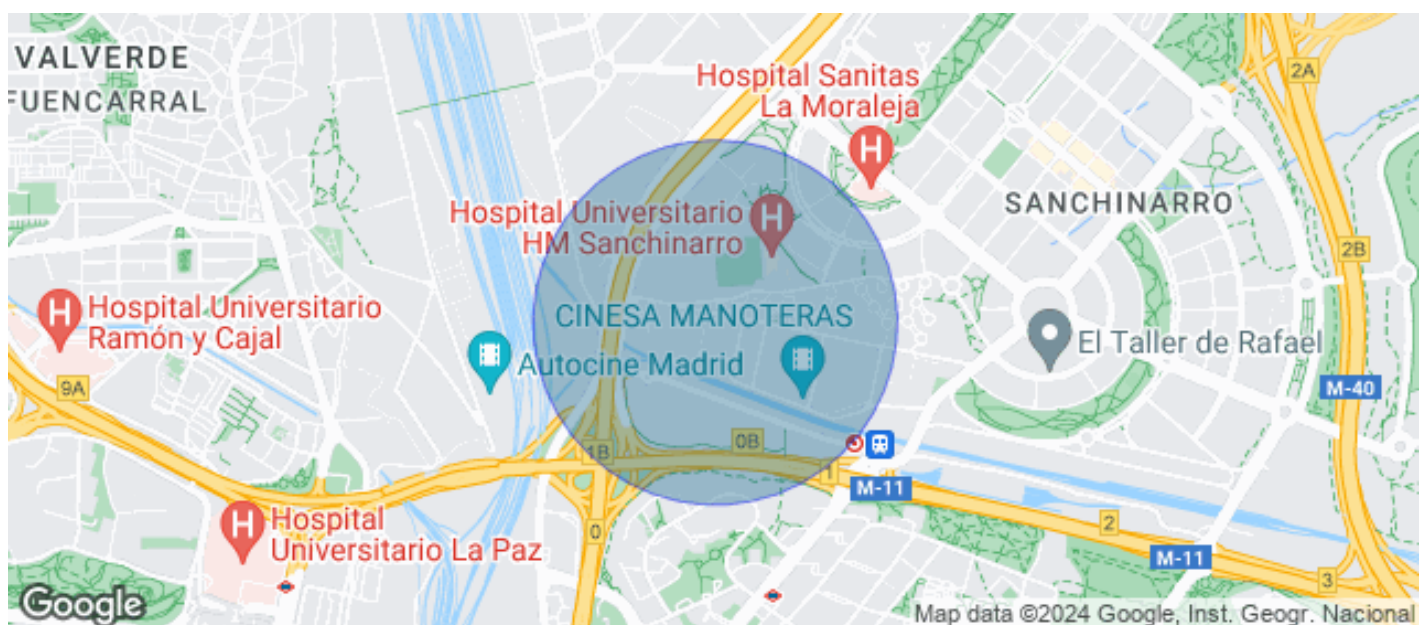 VALVERDE
FUENCARRAL
Hospital Sanitas
La Moraleja
2A
H
Hospital Universitario
HM Sanchinarro
H
SANCHINARRO
2B
H
Hospital Universitario
Ramón y Cajal
CINESA MANOTERAS
Autocine Madrid
El Taller de Rafael
9A
M-40
1B
0B
1
M-11
H
Hospital
Universitario La Paz
0
2
M-11
3
Google
Map data ©2024 Google, Inst. Geogr. Nacional